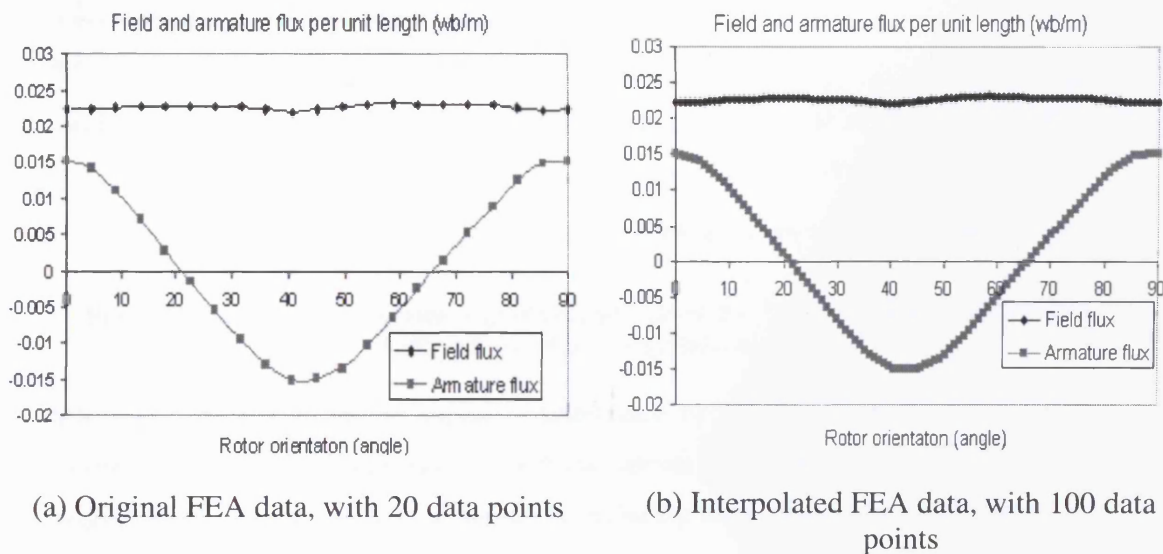 Field and armature flux per unit length (wb/m)
0.03
0.025
0.02
0.015
0.01
0.005
0
-0.005
-0.01
-0.015
-0.02
0 10 20 30 40 50 60 70 80 90
Field flux
Armature flux
Rotor orientaton (angle)
(a) Original FEA data, with 20 data points
Field and armature flux per unit length (wb/m)
0.03
0.025
0.02
0.015
0.01
0.005
0
-0.005
-0.01
-0.015
-0.02
0 10 20 30 40 50 60 70 80 90
Field flux
Armature flux
Rotor orientaton (angle)
(b) Interpolated FEA data, with 100 data
points